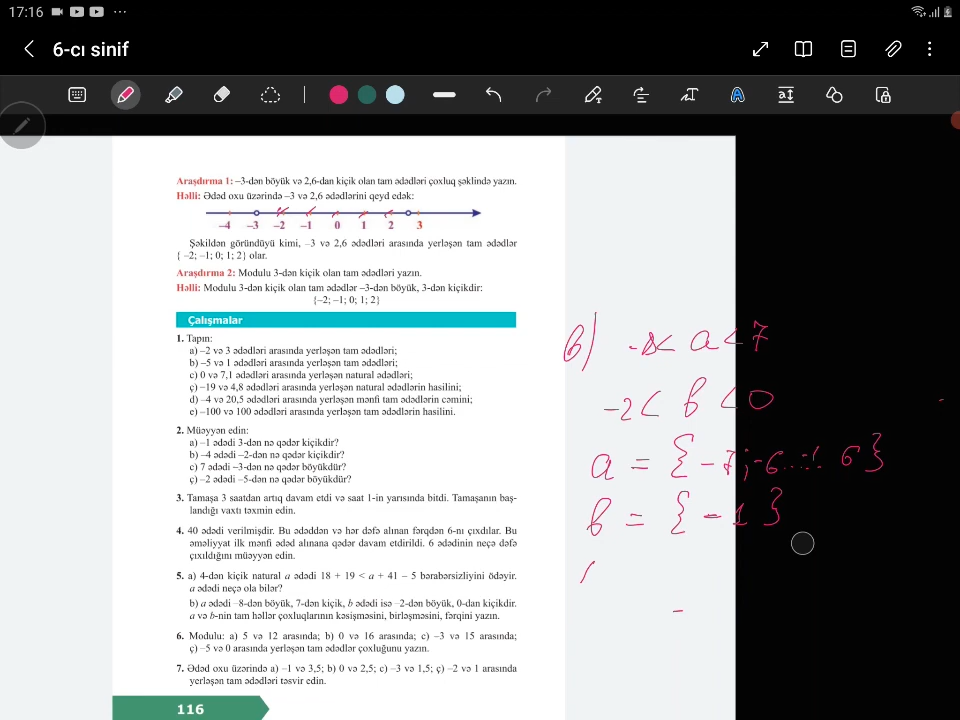 17:16
6-cı sinif
Araşdırma 1: –3-dən böyük və 2,6-dan kiçik olan tam ədədləri çoxluq şəklində yazın.
Həlli: Ədəd oxu üzərində –3 və 2,6 ədədlərini qeyd edək:
–4 –3 –2 –1 0 1 2 3
Şəkildən göründüyü kimi, –3 və 2,6 ədədləri arasında yerləşən tam ədədlər
{ –2; –1; 0; 1; 2} olar.
Araşdırma 2: Modulu 3-dən kiçik olan tam ədədləri yazın.
Həlli: Modulu 3-dən kiçik olan tam ədədlər –3-dən böyük, 3-dən kiçikdir:
{–2; –1; 0; 1; 2}
Çalışmalar
1. Tapın:
a) –2 və 3 ədədləri arasında yerləşən tam ədədləri;
b) –5 və 1 ədədləri arasında yerləşən tam ədədləri;
c) 0 və 7,1 ədədləri arasında yerləşən natural ədədləri;
ç) –19 və 4,8 ədədləri arasında yerləşən natural ədədlərin hasilini;
d) –4 və 20,5 ədədləri arasında yerləşən mənfi tam ədədlərin cəmini;
e) –100 və 100 ədədləri arasında yerləşən tam ədədlərin hasilini.
2. Müəyyən edin:
a) –1 ədədi 3-dən nə qədər kiçikdir?
b) –4 ədədi –2-dən nə qədər kiçikdir?
c) 7 ədədi –3-dən nə qədər böyükdür?
ç) –2 ədədi –5-dən nə qədər böyükdür?
3. Tamaşa 3 saatdan artıq davam etdi və saat 1-in yarısında bitdi. Tamaşanın baş-
landığı vaxtı təxmin edin.
4. 40 ədədi verilmişdir. Bu ədəddən və hər dəfə alınan fərqdən 6-nı çıxdılar. Bu
əməliyyat ilk mənfi ədəd alınana qədər davam etdirildi. 6 ədədinin neçə dəfə
çıxıldığını müəyyən edin.
5. a) 4-dən kiçik natural a ədədi 18 + 19 < a + 41 – 5 bərabərsizliyini ödəyir.
a ədədi neçə ola bilər?
b) a ədədi –8-dən böyük, 7-dən kiçik, b ədədi isə –2-dən böyük, 0-dan kiçikdir.
a və b-nin tam həllər çoxluqlarının kəsişməsini, birləşməsini, fərqini yazın.
6. Modulu: a) 5 və 12 arasında; b) 0 və 16 arasında; c) –3 və 15 arasında;
ç) –5 və 0 arasında yerləşən tam ədədlər çoxluğunu yazın.
7. Ədəd oxu üzərində a) –1 və 3,5; b) 0 və 2,5; c) –3 və 1,5; ç) –2 və 1 arasında
yerləşən tam ədədləri təsvir edin.
116
b) -8 < a < 7
-2 < b < 0
a = { -7; -6...; 6 }
b = { -1 }